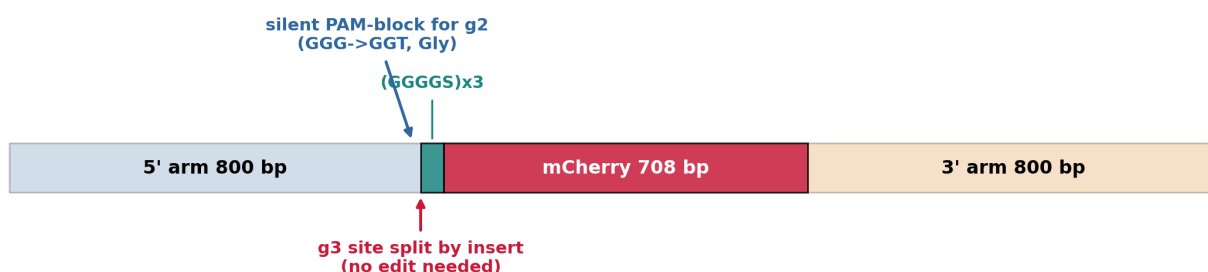 silent PAM-block for g2
(GGG->GGT, Gly)
(GGGGS)x3
5' arm 800 bp
mCherry 708 bp
3' arm 800 bp
g3 site split by insert
(no edit needed)